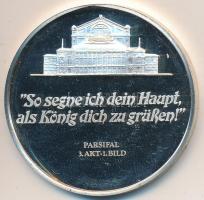 "So segne ich dein Haupt,
als König dich zu grüßen!"
PARSIFAL
3. AKT-1. BILD